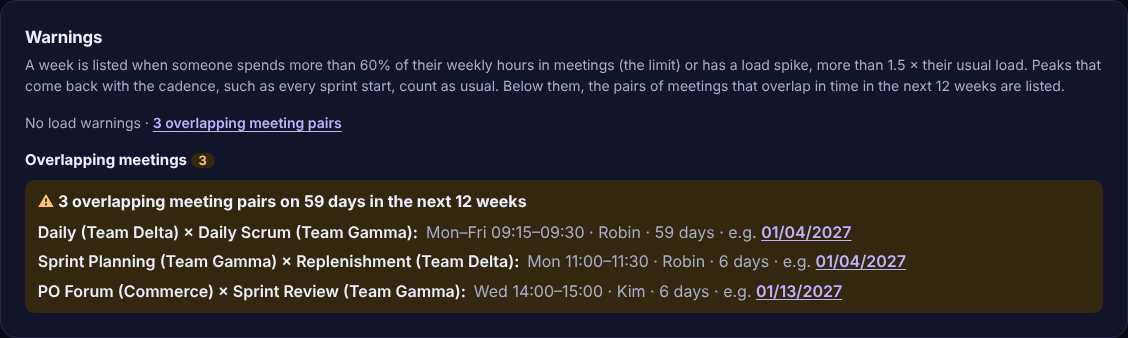 Warnings
A week is listed when someone spends more than 60% of their weekly hours in meetings (the limit) or has a load spike, more than 1.5 × their usual load. Peaks that
come back with the cadence, such as every sprint start, count as usual. Below them, the pairs of meetings that overlap in time in the next 12 weeks are listed.
No load warnings · 3 overlapping meeting pairs
Overlapping meetings 3
⚠ 3 overlapping meeting pairs on 59 days in the next 12 weeks
Daily (Team Delta) × Daily Scrum (Team Gamma): Mon–Fri 09:15–09:30 · Robin · 59 days · e.g. 01/04/2027
Sprint Planning (Team Gamma) × Replenishment (Team Delta): Mon 11:00–11:30 · Robin · 6 days · e.g. 01/04/2027
PO Forum (Commerce) × Sprint Review (Team Gamma): Wed 14:00–15:00 · Kim · 6 days · e.g. 01/13/2027